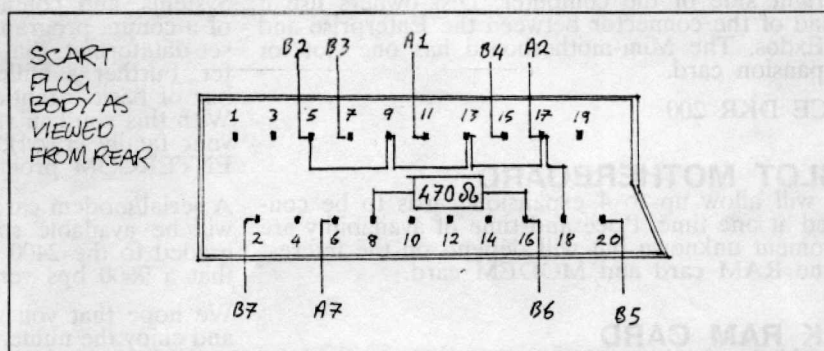 SCART
PLUG
BODY AS
VIEWED
FROM REAR
B2 B3 A1 B4 A2
1 3 5 7 9 11 13 15 17 19
470Ω
2 4 6 8 10 12 14 16 18 20
B7 A7 B6 B5